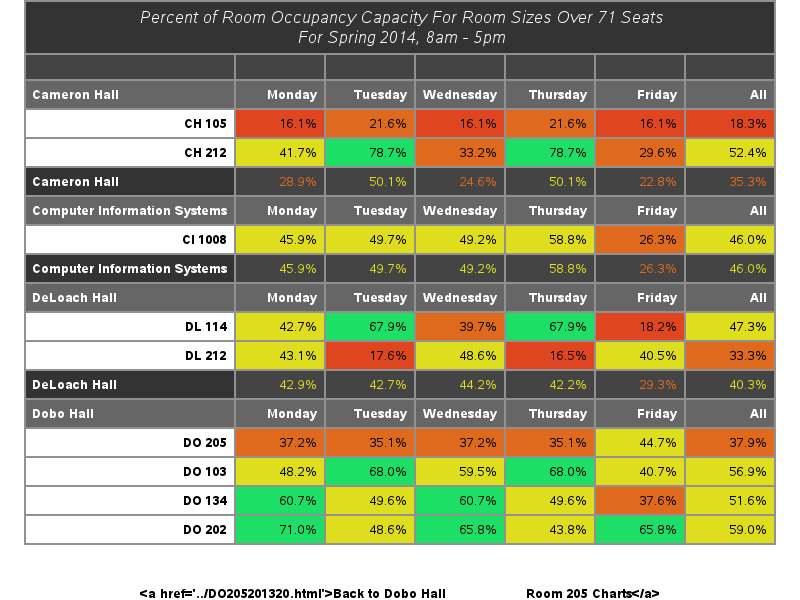 Percent of Room Occupancy Capacity For Room Sizes Over 71 Seats
For Spring 2014, 8am - 5pm
Cameron Hall Monday Tuesday Wednesday Thursday Friday All
CH 105 16.1% 21.6% 16.1% 21.6% 16.1% 18.3%
CH 212 41.7% 78.7% 33.2% 78.7% 29.6% 52.4%
Cameron Hall 28.9% 50.1% 24.6% 50.1% 22.8% 35.3%
Computer Information Systems Monday Tuesday Wednesday Thursday Friday All
CI 1008 45.9% 49.7% 49.2% 58.8% 26.3% 46.0%
Computer Information Systems 45.9% 49.7% 49.2% 58.8% 26.3% 46.0%
DeLoach Hall Monday Tuesday Wednesday Thursday Friday All
DL 114 42.7% 67.9% 39.7% 67.9% 18.2% 47.3%
DL 212 43.1% 17.6% 48.6% 16.5% 40.5% 33.3%
DeLoach Hall 42.9% 42.7% 44.2% 42.2% 29.3% 40.3%
Dobo Hall Monday Tuesday Wednesday Thursday Friday All
DO 205 37.2% 35.1% 37.2% 35.1% 44.7% 37.9%
DO 103 48.2% 68.0% 59.5% 68.0% 40.7% 56.9%
DO 134 60.7% 49.6% 60.7% 49.6% 37.6% 51.6%
DO 202 71.0% 48.6% 65.8% 43.8% 65.8% 59.0%
<a href='../DO205201320.html'>Back to Dobo Hall Room 205 Charts</a>